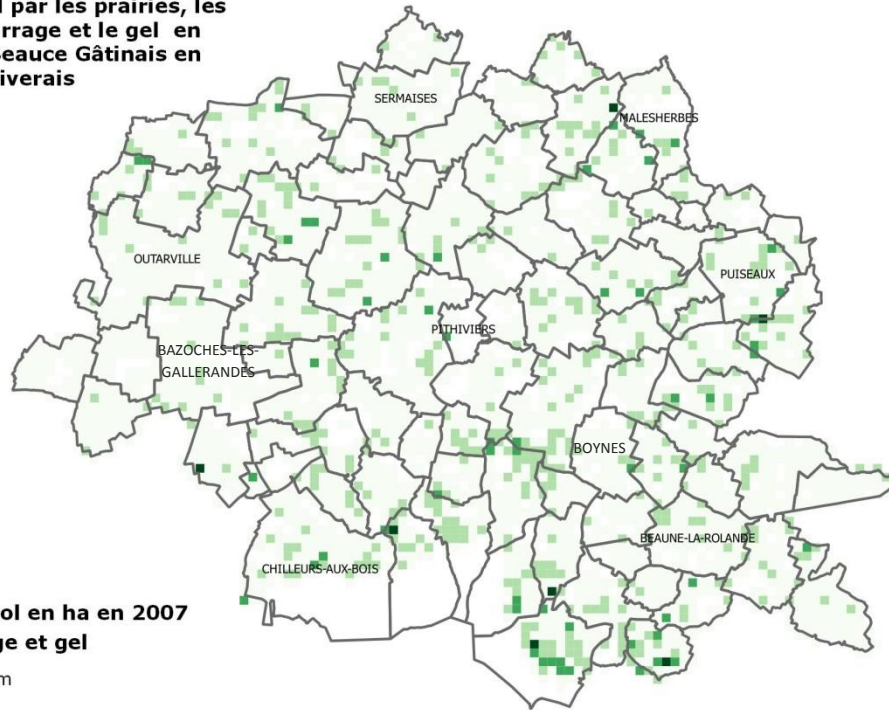 par les prairies, les
rrage et le gel en
eauce Gâtinais en
iverais
SERMAISES
MALESHERBES
OUTARVILLE
PUISEAUX
PITHIVIERS
BAZOCHES-LES-
GALLERANDES
BOYNES
BEAUNE-LA-ROLANDE
CHILLEURS-AUX-BOIS
ol en ha en 2007
e et gel
m